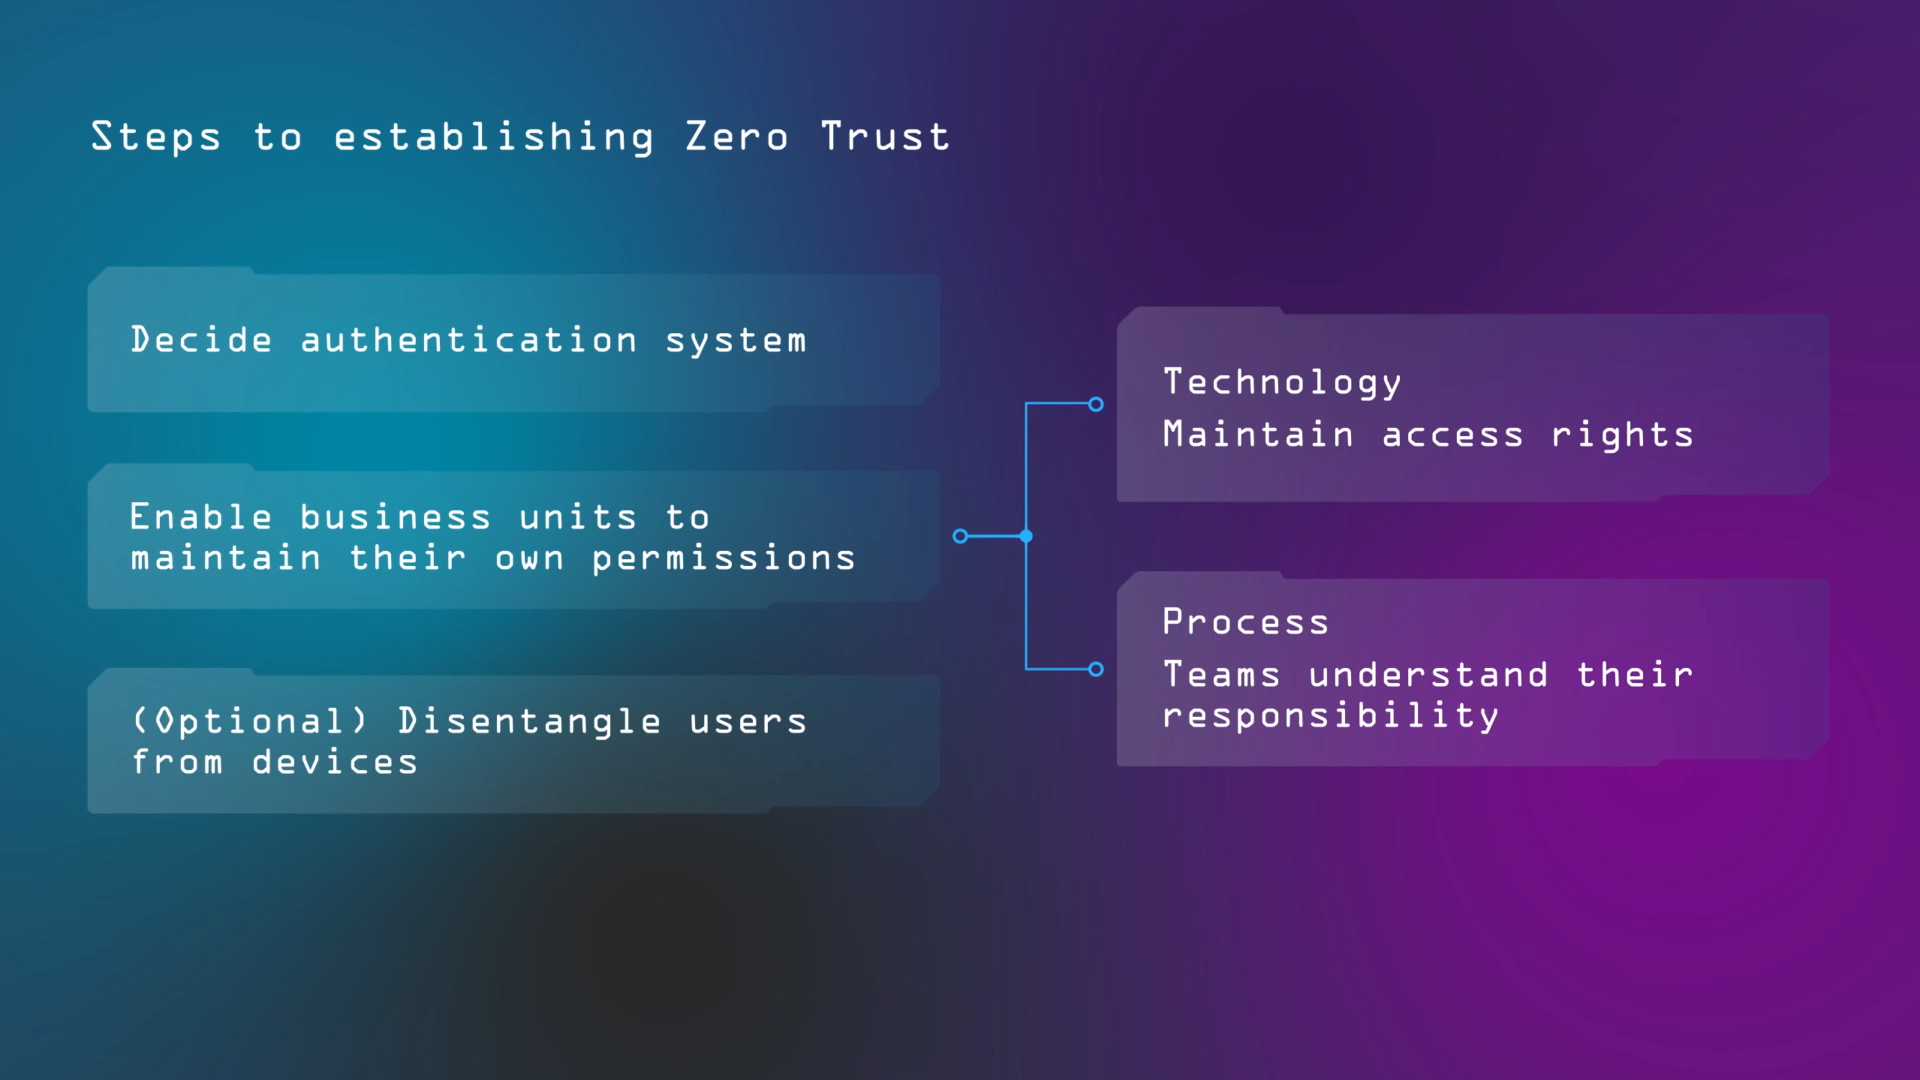 Steps to establishing Zero Trust
Decide authentication system
Enable business units to
maintain their own permissions
(Optional) Disentangle users
from devices
Technology
Maintain access rights
Process
Teams understand their
responsibility